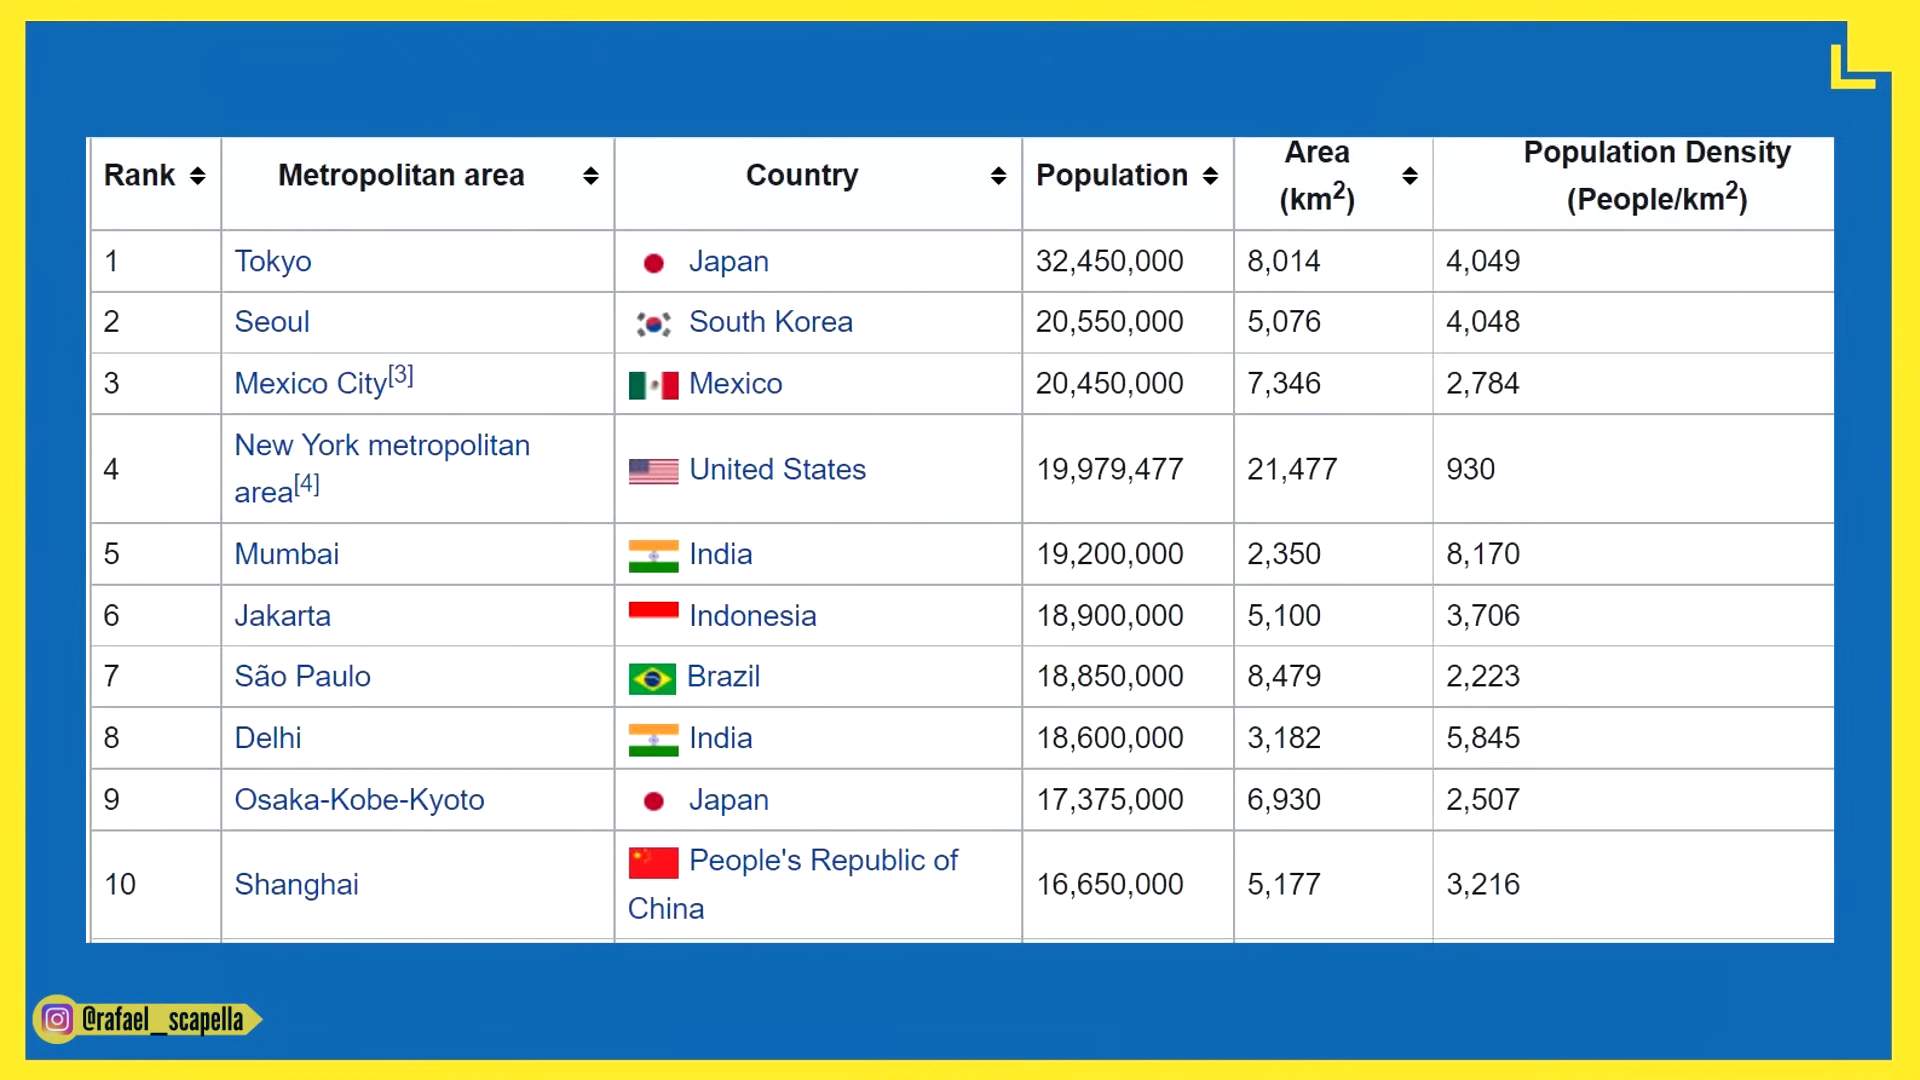 Rank Metropolitan area Country Population Area (km²) Population Density (People/km²)
1 Tokyo Japan 32,450,000 8,014 4,049
2 Seoul South Korea 20,550,000 5,076 4,048
3 Mexico City[3] Mexico 20,450,000 7,346 2,784
4 New York metropolitan area[4] United States 19,979,477 21,477 930
5 Mumbai India 19,200,000 2,350 8,170
6 Jakarta Indonesia 18,900,000 5,100 3,706
7 São Paulo Brazil 18,850,000 8,479 2,223
8 Delhi India 18,600,000 3,182 5,845
9 Osaka-Kobe-Kyoto Japan 17,375,000 6,930 2,507
10 Shanghai People's Republic of China 16,650,000 5,177 3,216
@rafael_scapella